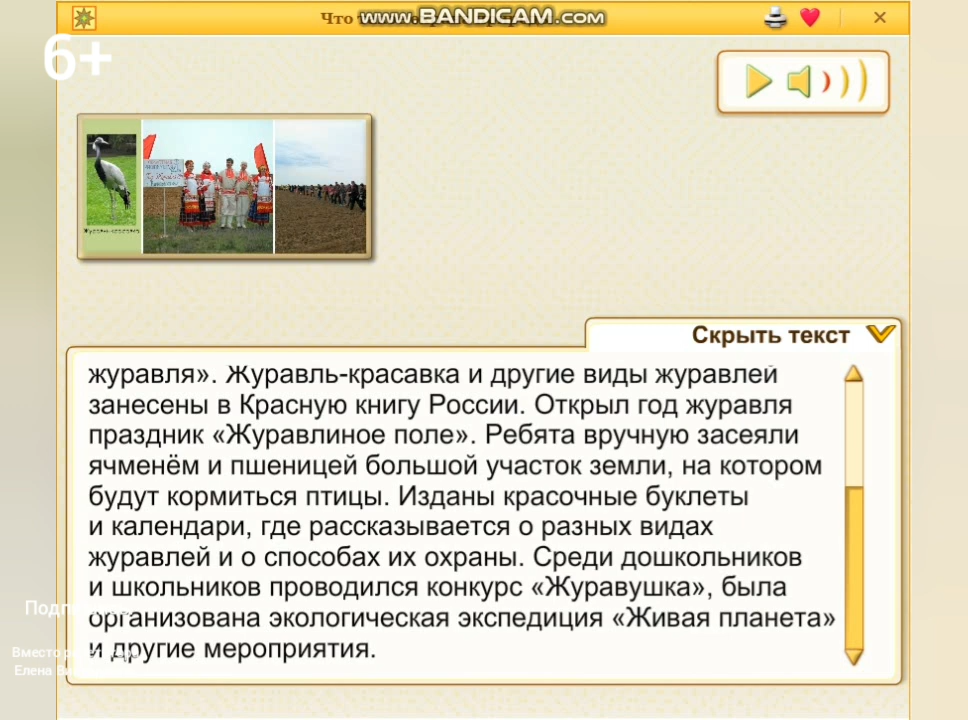 Что
www.BANDICAM.com
6+
Скрыть текст
журавля». Журавль-красавка и другие виды журавлей
занесены в Красную книгу России. Открыл год журавля
праздник «Журавлиное поле». Ребята вручную засеяли
ячменём и пшеницей большой участок земли, на котором
будут кормиться птицы. Изданы красочные буклеты
и календари, где рассказывается о разных видах
журавлей и о способах их охраны. Среди дошкольников
и школьников проводился конкурс «Журавушка», была
организована экологическая экспедиция «Живая планета»
и другие мероприятия.
Вместо
Елена